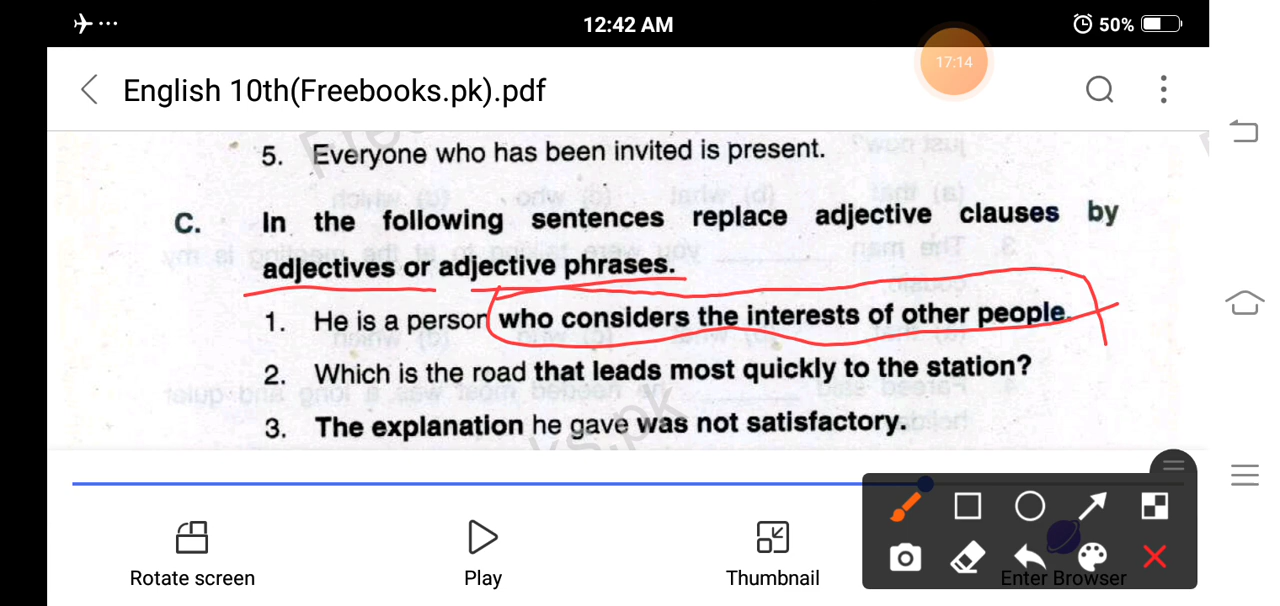 12:42 AM
50%
17:14
English 10th(Freebooks.pk).pdf
5. Everyone who has been invited is present.
C. In the following sentences replace adjective clauses by
adjectives or adjective phrases.
1. He is a person who considers the interests of other people.
2. Which is the road that leads most quickly to the station?
3. The explanation he gave was not satisfactory.
Rotate screen
Play
Thumbnail
Enter Browser